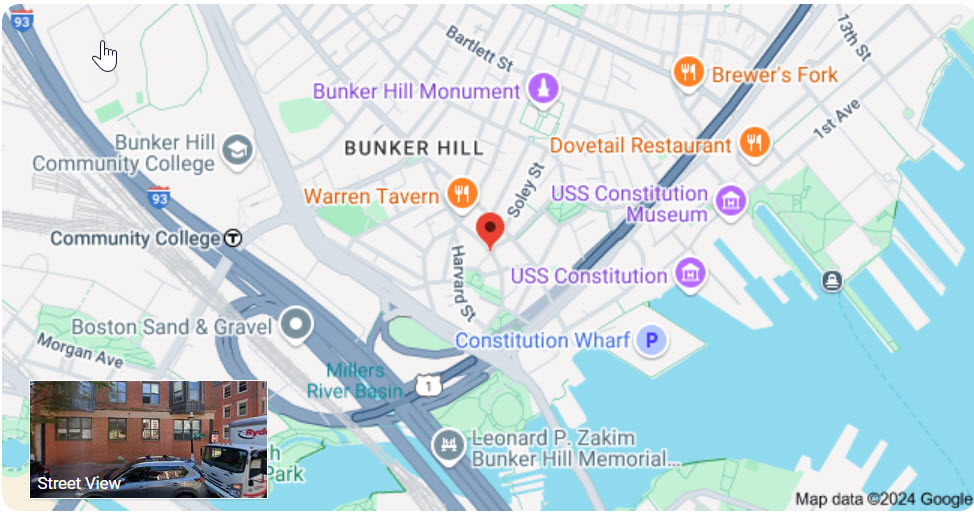 93
13th St
Bartlett St
Brewer's Fork
Bunker Hill Monument
1st Ave
Bunker Hill
Community College
BUNKER HILL
Dovetail Restaurant
Warren Tavern
Soley St
USS Constitution
Museum
93
Community College T
Harvard St
USS Constitution
Boston Sand & Gravel
Constitution Wharf P
Morgan Ave
Millers
River Basin
1
Leonard P. Zakim
Bunker Hill Memorial...
Ryder
h
Park
Street View
Map data ©2024 Google